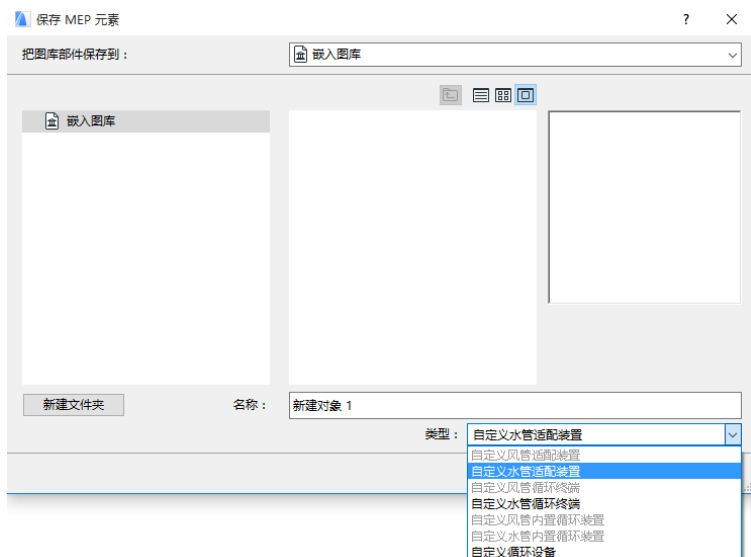 保存 MEP 元素
?
把图库部件保存到：
嵌入图库
嵌入图库
新建文件夹
名称：
新建对象 1
类型：
自定义水管适配装置
自定义风管适配装置
自定义水管适配装置
自定义风管循环终端
自定义水管循环终端
自定义风管内置循环装置
自定义水管内置循环装置
自定义循环设备